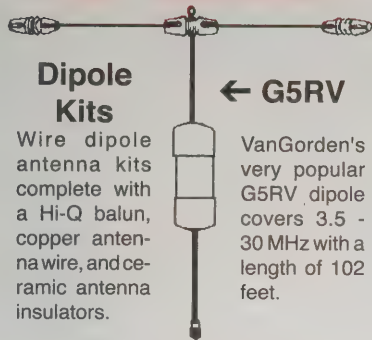 Dipole
Kits
Wire dipole
antenna kits
complete with
a Hi-Q balun,
copper anten-
na wire, and ce-
ramic antenna
insulators.
← G5RV
VanGorden's
very popular
G5RV dipole
covers 3.5 -
30 MHz with a
length of 102
feet.